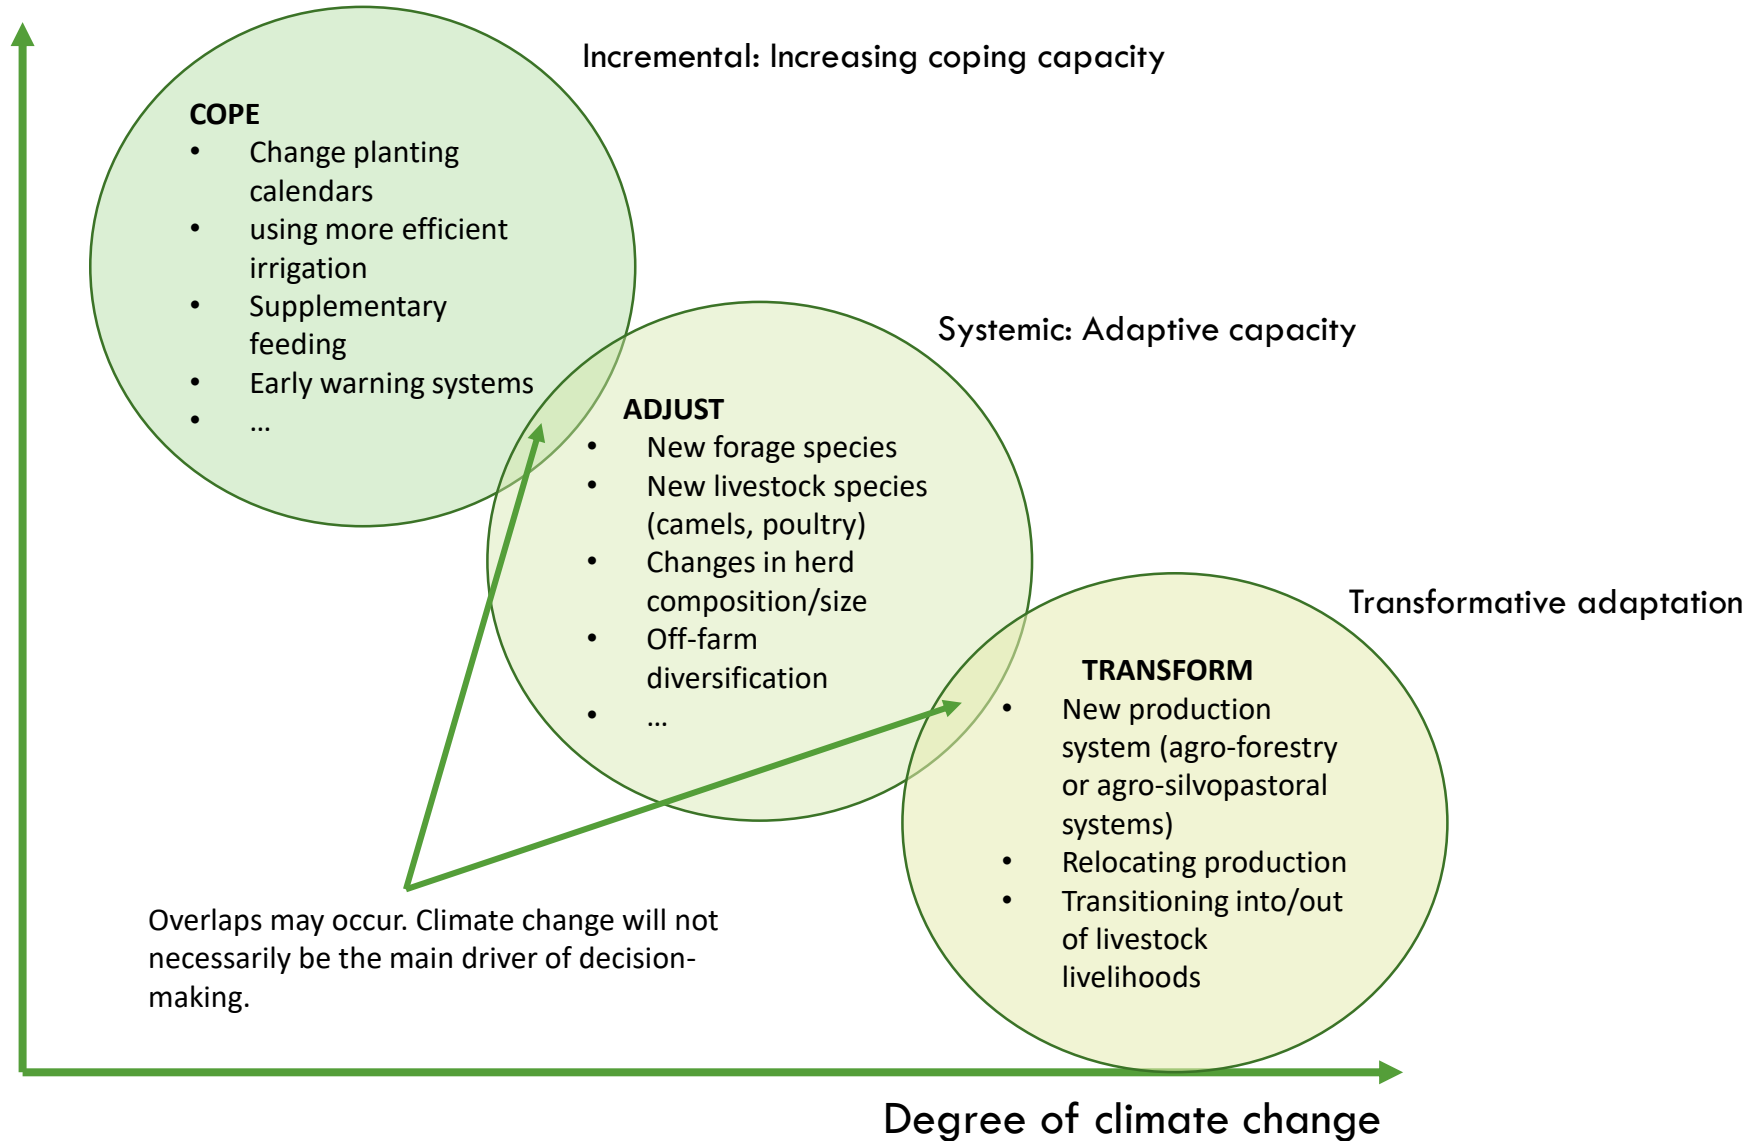 Incremental: Increasing coping capacity
COPE
• Change planting
calendars
• using more efficient
irrigation
• Supplementary
feeding
• Early warning systems
• ...
Systemic: Adaptive capacity
ADJUST
• New forage species
• New livestock species
(camels, poultry)
• Changes in herd
composition/size
• Off-farm
diversification
• ...
Transformative adaptation
TRANSFORM
• New production
system (agro-forestry
or agro-silvopastoral
systems)
• Relocating production
• Transitioning into/out
of livestock
livelihoods
Overlaps may occur. Climate change will not
necessarily be the main driver of decision-
making.
Degree of climate change